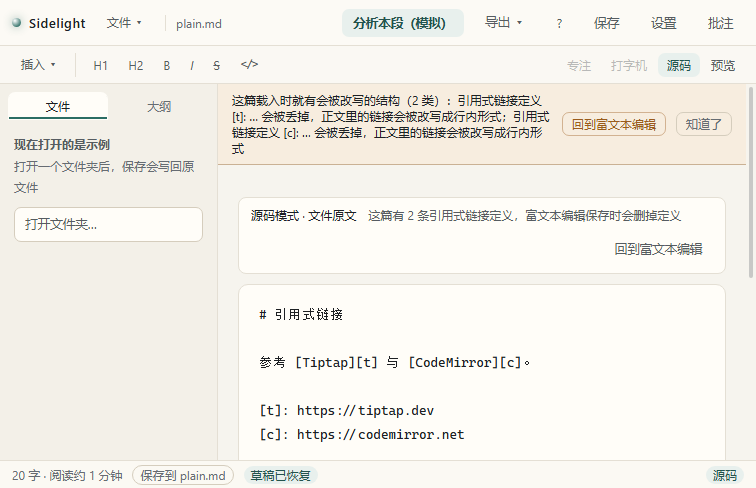 Sidelight
文件
plain.md
分析本段（模拟）
导出
?
保存
设置
批注
插入
H1
H2
B
I
S
</>
专注
打字机
源码
预览
文件
大纲
现在打开的是示例
打开一个文件夹后，保存会写回原
文件
打开文件夹...
这篇载入时就有会被改写的结构（2 类）：引用式链接定义
[t]: ... 会被丢掉，正文里的链接会被改写成行内形式；引用式
链接定义 [c]: ... 会被丢掉，正文里的链接会被改写成行内形
式
回到富文本编辑
知道了
源码模式 · 文件原文 这篇有 2 条引用式链接定义，富文本编辑保存时会删掉定义
回到富文本编辑
# 引用式链接
参考 [Tiptap][t] 与 [CodeMirror][c]。
[t]: https://tiptap.dev
[c]: https://codemirror.net
20 字 · 阅读约 1 分钟
保存到 plain.md
草稿已恢复
源码